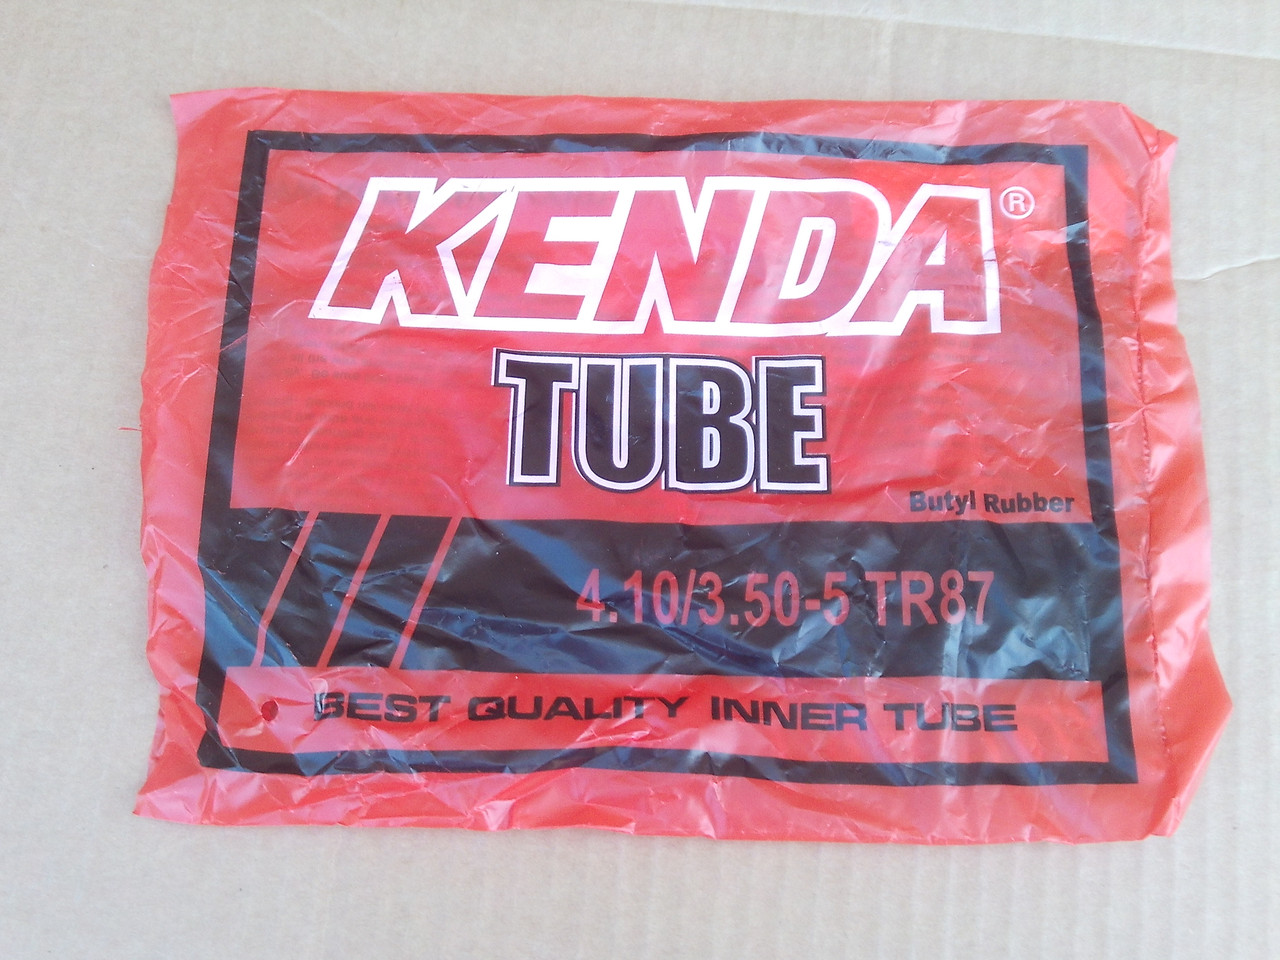 KENDA®
TUBE
Butyl Rubber
4.10/3.50-5 TR87
BEST QUALITY INNER TUBE